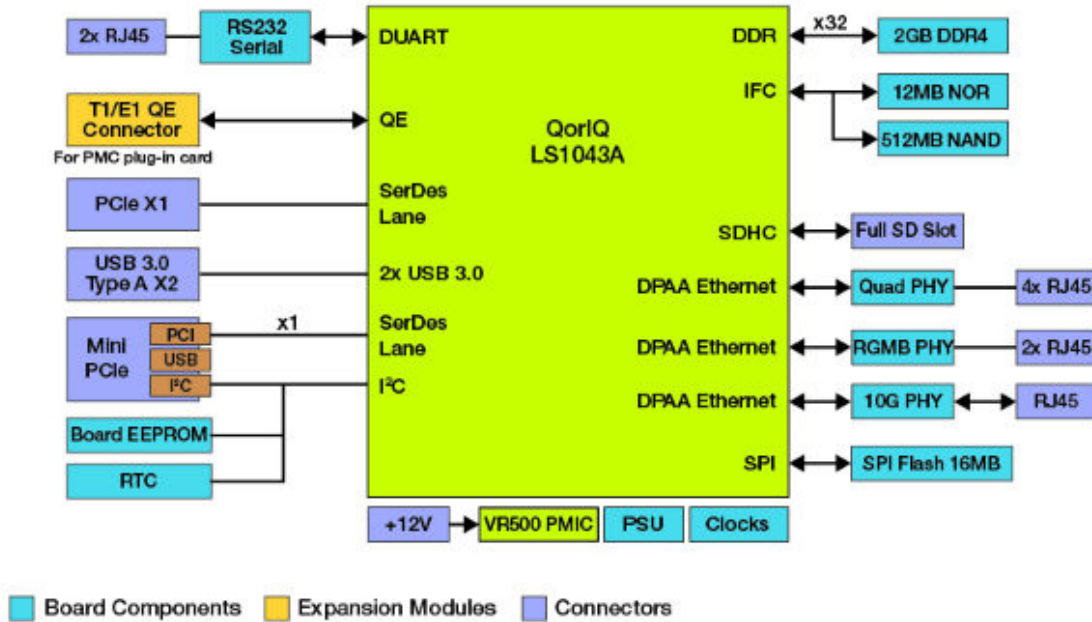 2x RJ45
RS232
Serial
DUART
DDR
x32
2GB DDR4
IFC
12MB NOR
512MB NAND
T1/E1 QE
Connector
For PMC plug-in card
QE
QorIQ
LS1043A
PCIe X1
SerDes
Lane
SDHC
Full SD Slot
USB 3.0
Type A X2
2x USB 3.0
DPAA Ethernet
Quad PHY
4x RJ45
Mini
PCIe
PCI
USB
I²C
x1
SerDes
Lane
I²C
DPAA Ethernet
RGMB PHY
2x RJ45
DPAA Ethernet
10G PHY
RJ45
Board EEPROM
RTC
SPI
SPI Flash 16MB
+12V
VR500 PMIC
PSU
Clocks
Board Components
Expansion Modules
Connectors